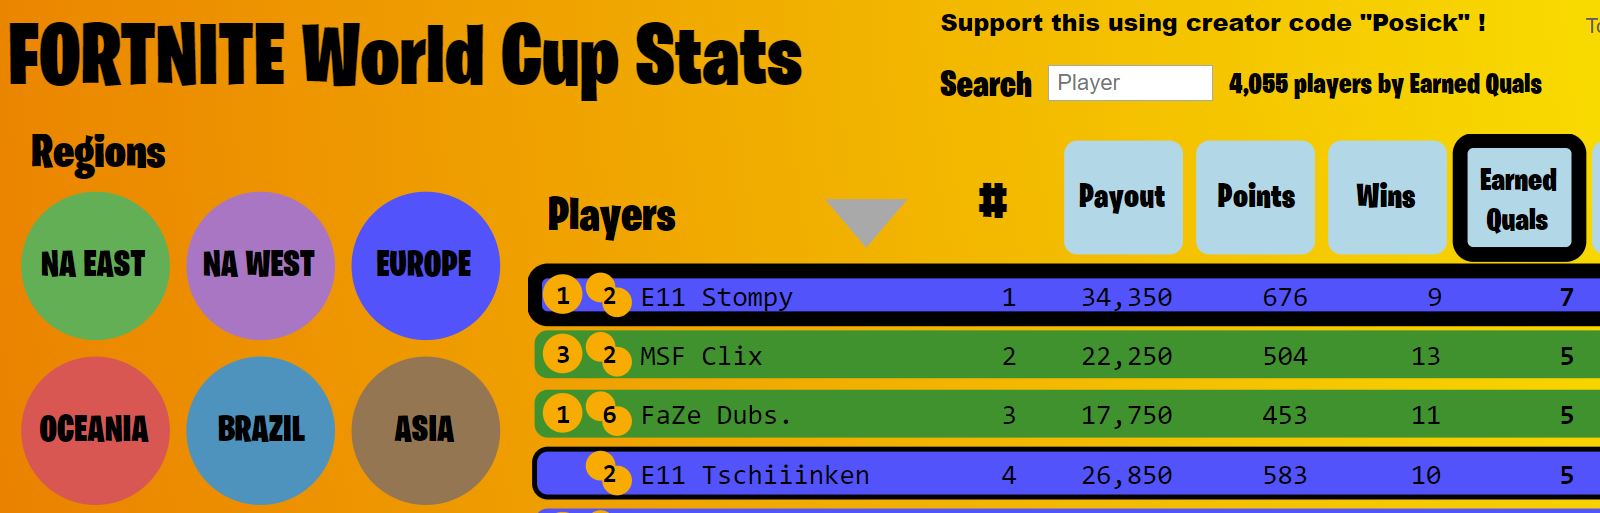 FORTNITE World Cup Stats
Support this using creator code "Posick" !
Search Player 4,055 players by Earned Quals
Regions
NA EAST NA WEST EUROPE
OCEANIA BRAZIL ASIA
Players # Payout Points Wins Earned Quals
1 2 E11 Stompy 1 34,350 676 9 7
3 2 MSF Clix 2 22,250 504 13 5
1 6 FaZe Dubs. 3 17,750 453 11 5
2 E11 Tschiiinken 4 26,850 583 10 5